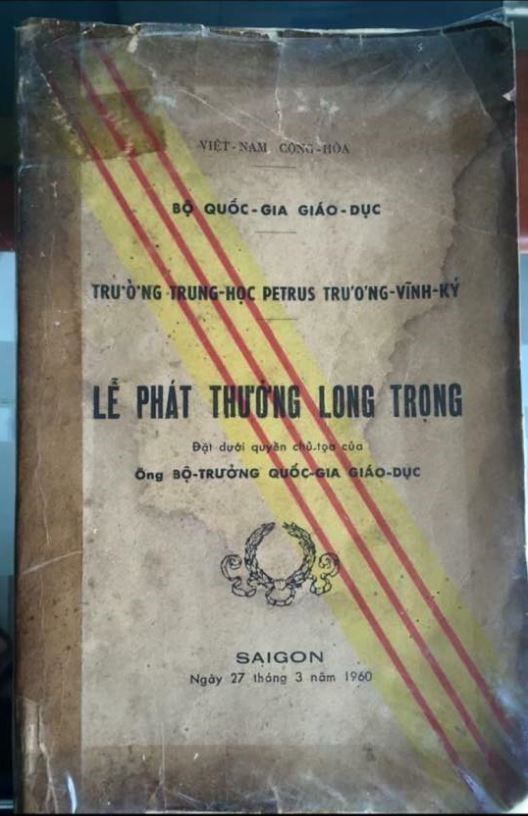 VIỆT-NAM CỘNG-HÒA
BỘ QUỐC-GIA GIÁO-DỤC
TRƯỜNG TRUNG-HỌC PETRUS TRƯƠNG-VĨNH-KÝ
LỄ PHÁT THƯỞNG LONG TRỌNG
Đặt dưới quyền chủ-tọa của
Ông BỘ-TRƯỞNG QUỐC-GIA GIÁO-DỤC
SAIGON
Ngày 27 tháng 3 năm 1960